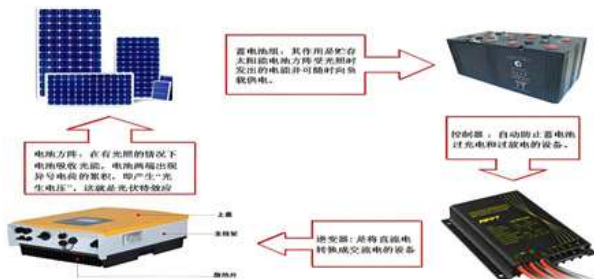 蓄电池组:其作用是贮存
太阳能电池方阵受光照时
发出的电能并可随时向负
载供电。
控制器:自动防止蓄电池
过充电和过放电的设备。
电池方阵:在有光照的情况下
电池吸收光能,电池两端出现
异号电荷的累积,即产生“光
生电压”,这就是光伏特效应
逆变器:是将直流电
转换成交流电的设备
上盖
主机架
散热片
MPPT